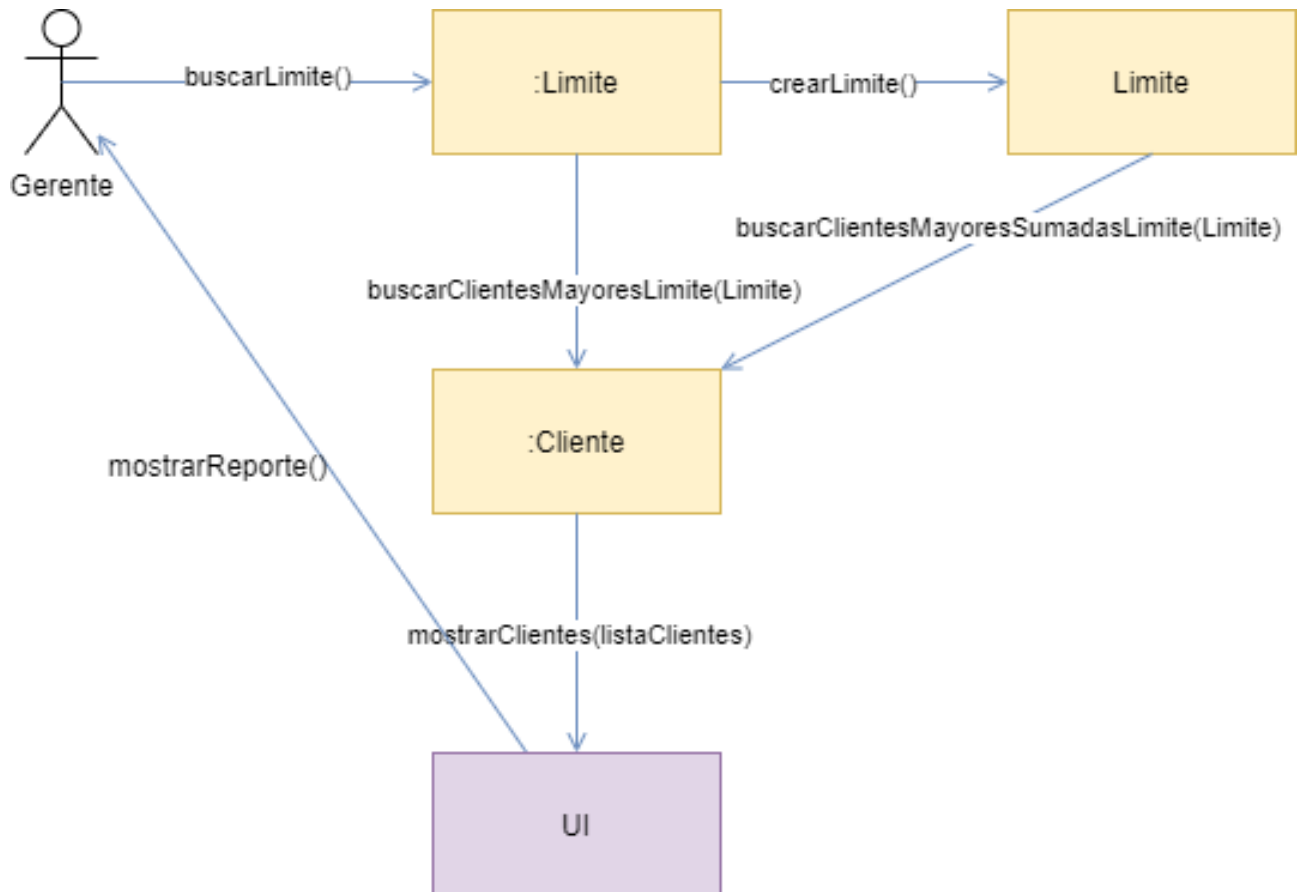 buscarLimite()
:Limite
crearLimite()
Limite
Gerente
buscarClientesMayoresSumadasLimite(Limite)
buscarClientesMayoresLimite(Limite)
:Cliente
mostrarReporte()
mostrarClientes(listaClientes)
UI